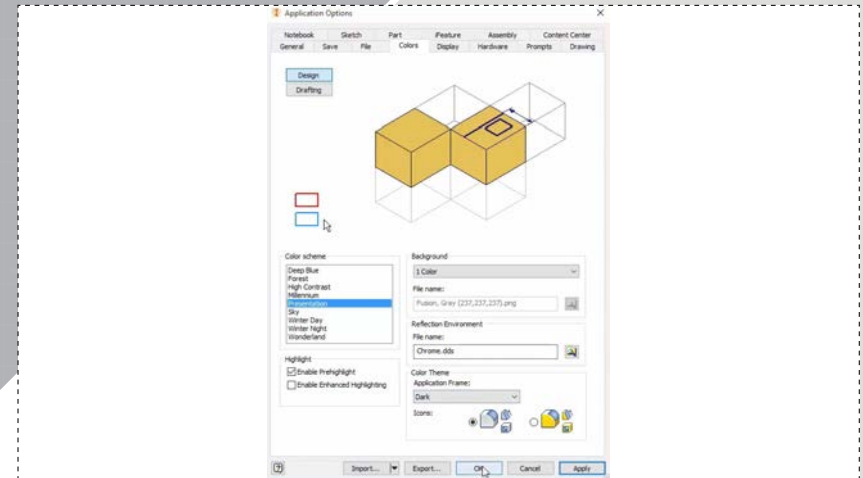 Application Options
Notebook Sketch Part iFeature Assembly Content Center
General Save File Colors Display Hardware Prompts Drawing
Design
Drafting
Color scheme
Deep Blue
Forest
High Contrast
Millennium
Presentation
Sky
Winter Day
Winter Night
Wonderland
Highlight
Enable Prehighlight
Enable Enhanced Highlighting
Background
1 Color
File name:
Fusion, Grey (237,237,237).png
Reflection Environment
File name:
Chrome.dds
Color Theme
Application Frame:
Dark
Icons:
Import... Export... OK Cancel Apply